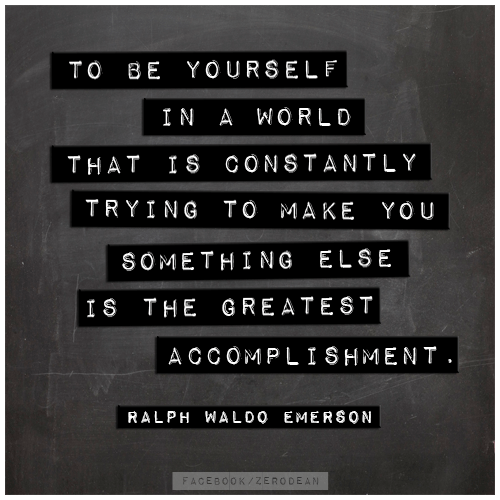 TO BE YOURSELF
IN A WORLD
THAT IS CONSTANTLY
TRYING TO MAKE YOU
SOMETHING ELSE
IS THE GREATEST
ACCOMPLISHMENT.
RALPH WALDO EMERSON
FACEBOOK/ZERODEAN